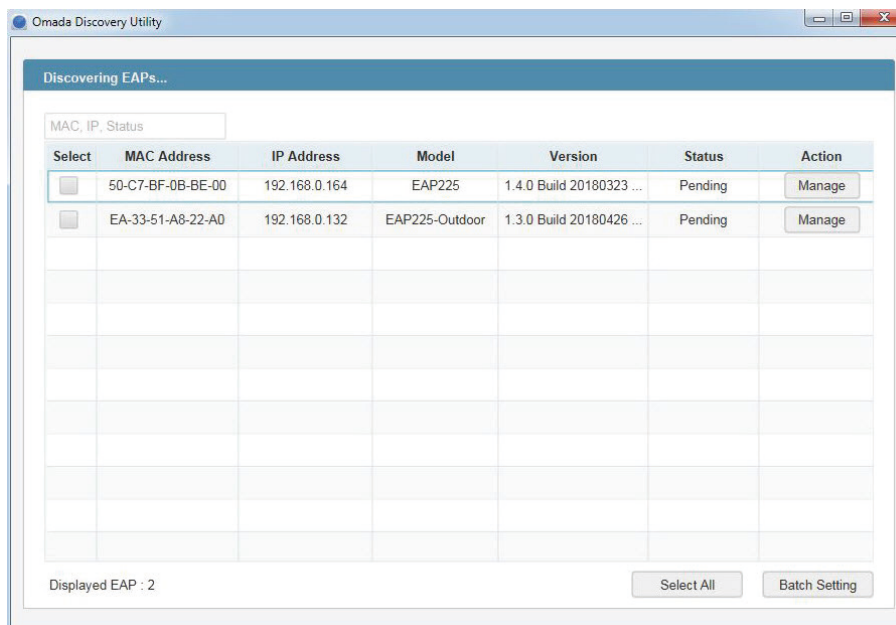 Omada Discovery Utility
Discovering EAPs...
MAC, IP, Status
Select MAC Address IP Address Model Version Status Action
50-C7-BF-0B-BE-00 192.168.0.164 EAP225 1.4.0 Build 20180323 ... Pending Manage
EA-33-51-A8-22-A0 192.168.0.132 EAP225-Outdoor 1.3.0 Build 20180426 ... Pending Manage
Displayed EAP : 2 Select All Batch Setting